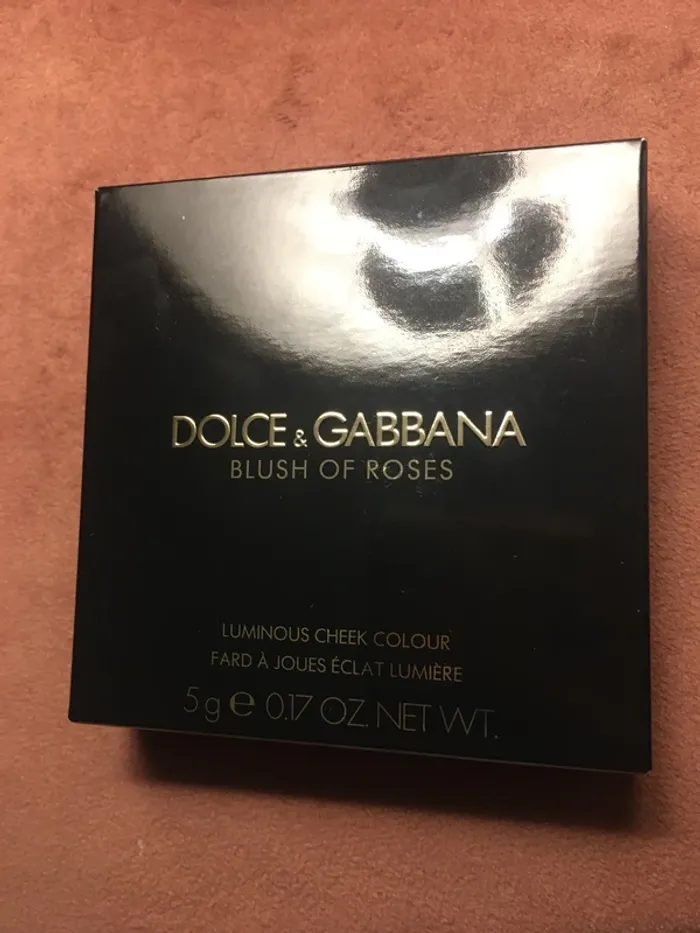 DOLCE & GABBANA
BLUSH OF ROSES
LUMINOUS CHEEK COLOUR
FARD À JOUES ÉCLAT LUMIÈRE
5 g ℮ 0.17 OZ. NET WT.